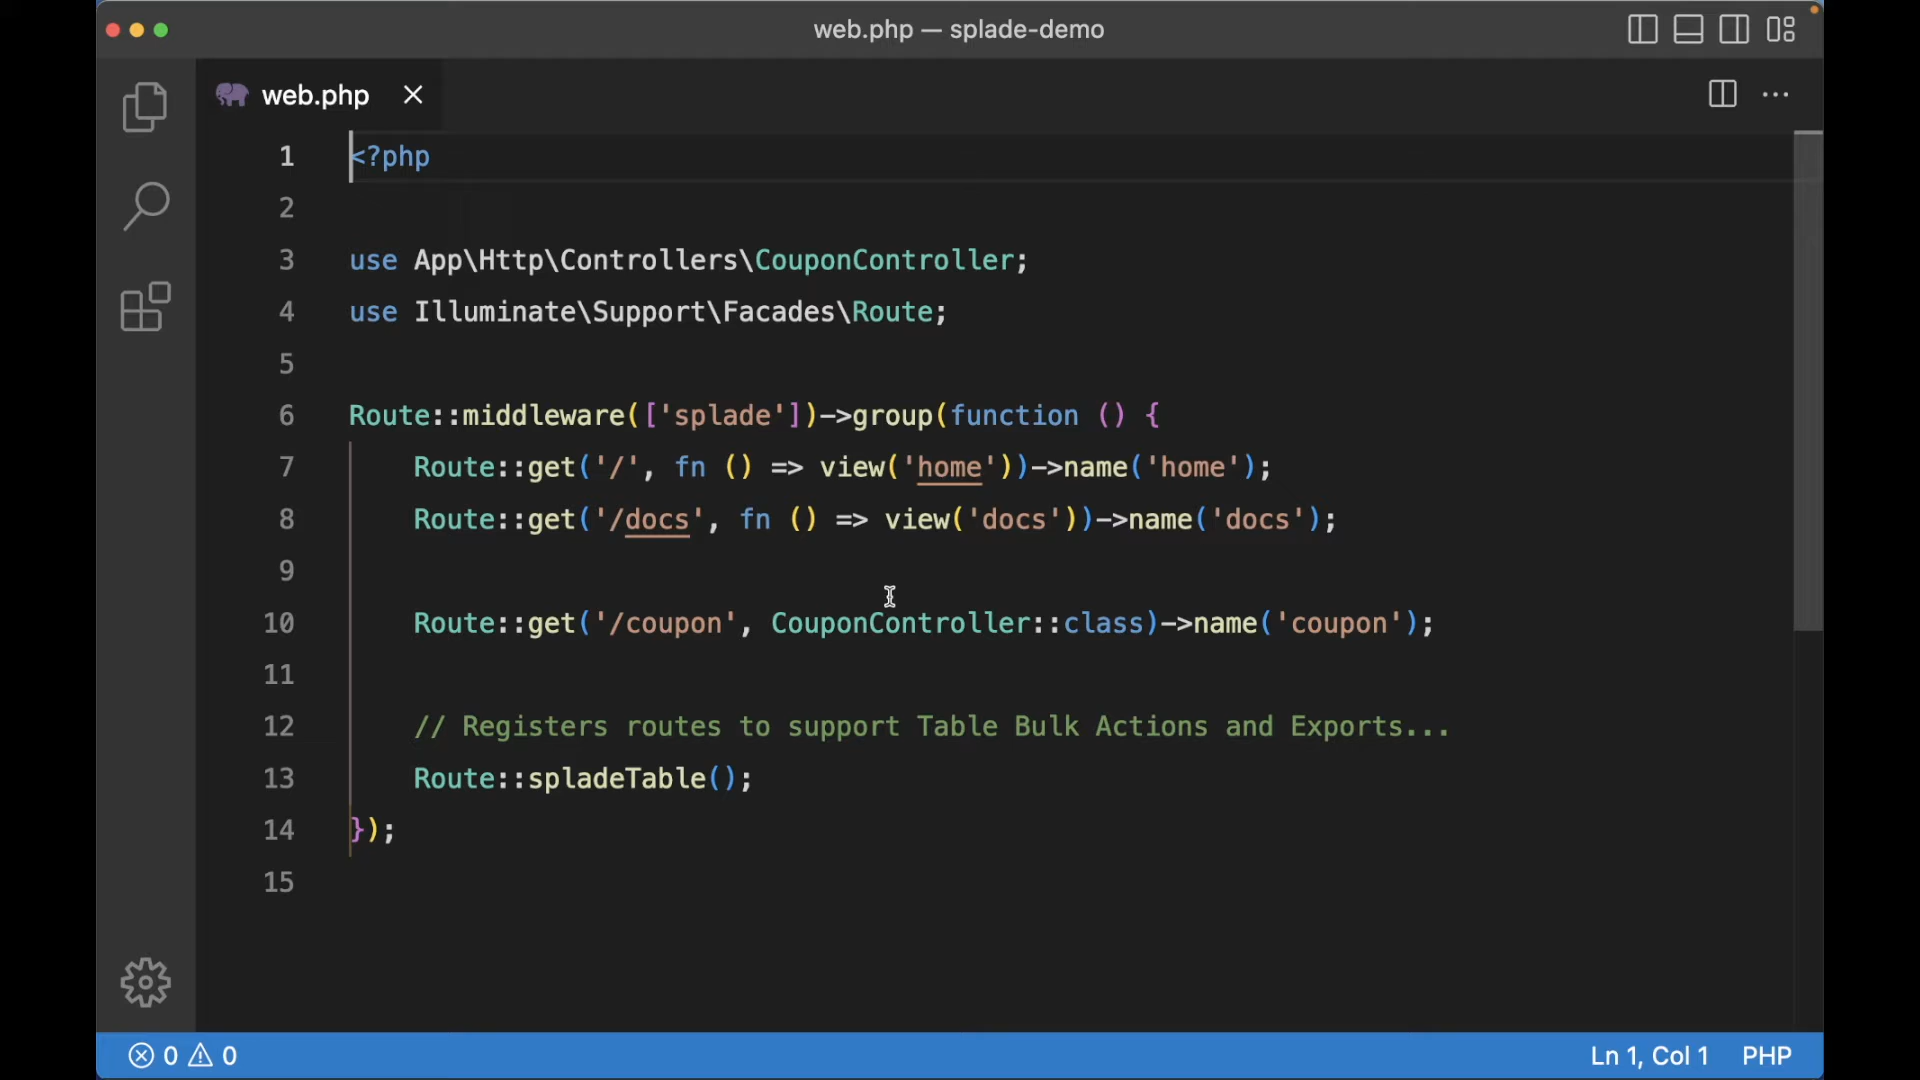 web.php — splade-demo
web.php
1 <?php
2
3 use App\Http\Controllers\CouponController;
4 use Illuminate\Support\Facades\Route;
5
6 Route::middleware(['splade'])->group(function () {
7     Route::get('/', fn () => view('home'))->name('home');
8     Route::get('/docs', fn () => view('docs'))->name('docs');
9
10     Route::get('/coupon', CouponController::class)->name('coupon');
11
12     // Registers routes to support Table Bulk Actions and Exports...
13     Route::spladeTable();
14 });
15
0 0 Ln 1, Col 1 PHP